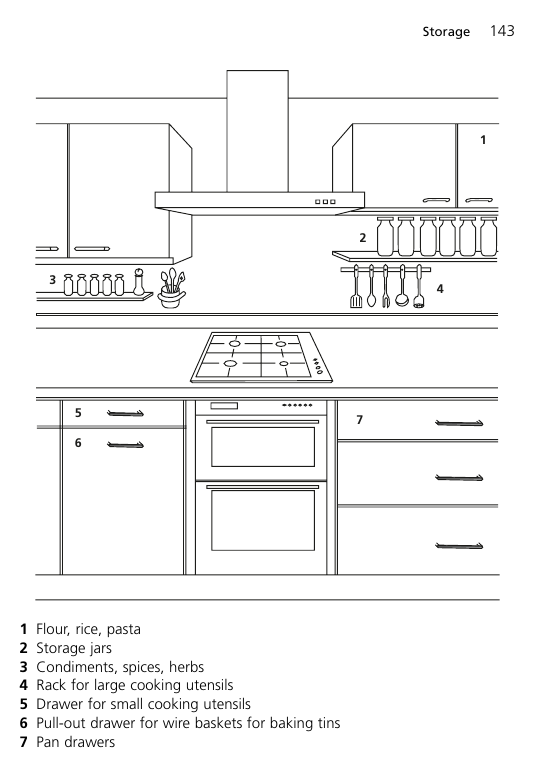 Storage 143
1
2
3
4
5
7
6
1 Flour, rice, pasta
2 Storage jars
3 Condiments, spices, herbs
4 Rack for large cooking utensils
5 Drawer for small cooking utensils
6 Pull-out drawer for wire baskets for baking tins
7 Pan drawers